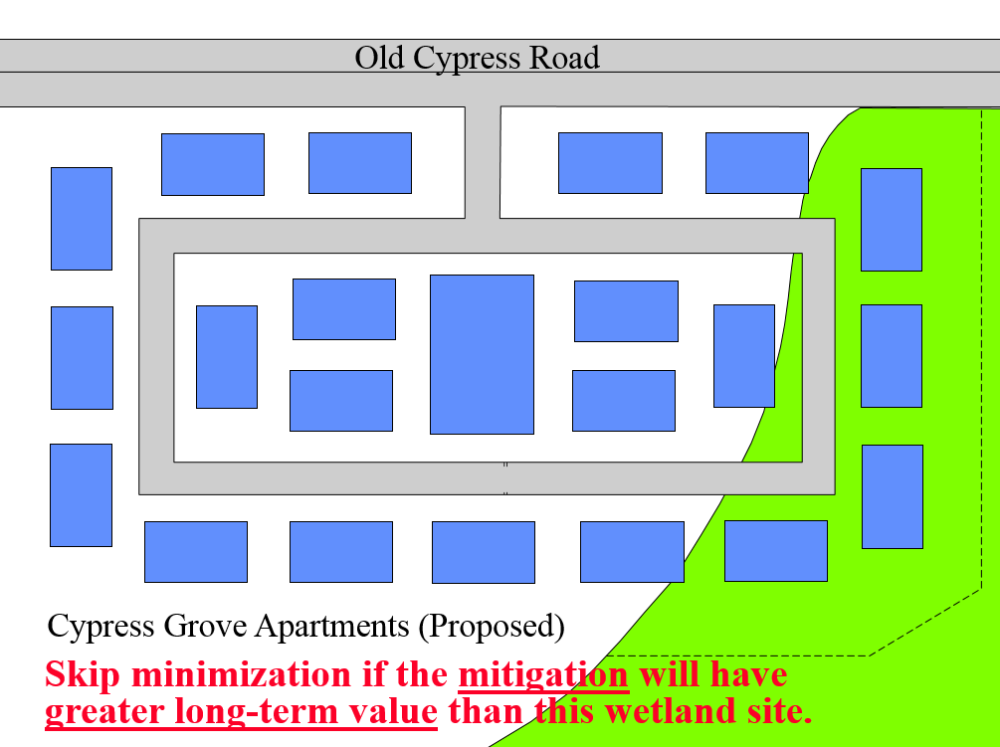 Old Cypress Road
Cypress Grove Apartments (Proposed)
Skip minimization if the mitigation will have
greater long-term value than this wetland site.